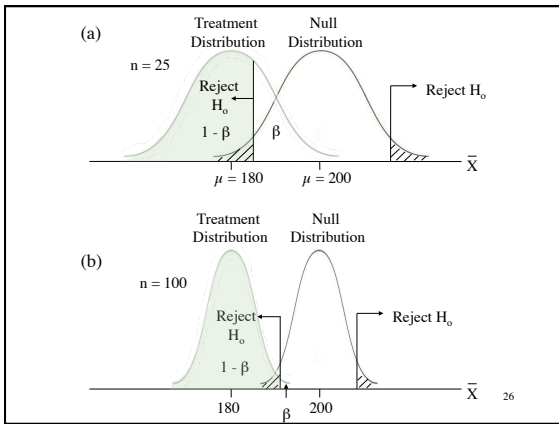 (a)
Treatment
Distribution
Null
Distribution
n = 25
Reject
Hₒ
1 - β
β
Reject Hₒ
X̄
μ = 180
μ = 200
Treatment
Distribution
Null
Distribution
(b)
n = 100
Reject
Hₒ
1 - β
Reject Hₒ
X̄
180
β
200
26